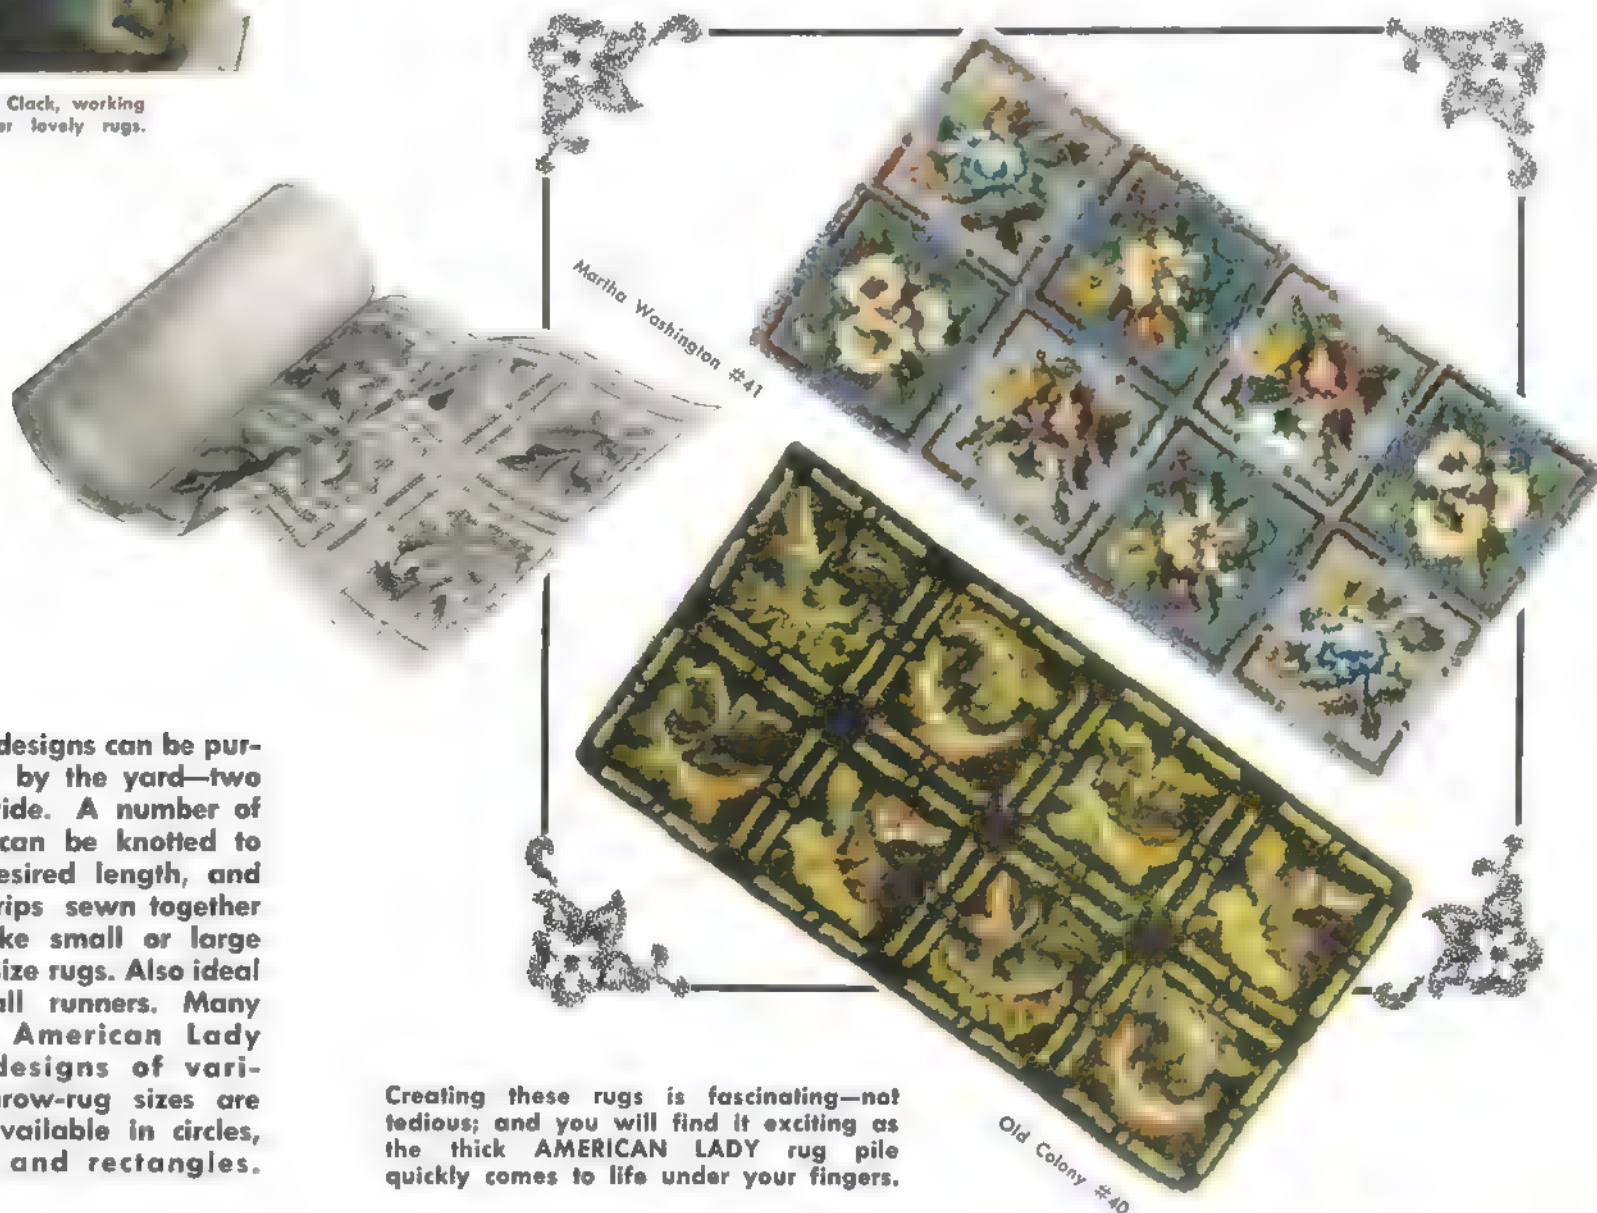 Clack, working
er lovely rugs.
Martha Washington #41
designs can be pur-
by the yard—two
ide. A number of
can be knotted to
esired length, and
rips sewn together
ke small or large
size rugs. Also ideal
all runners. Many
American Lady
designs of vari-
row-rug sizes are
vailable in circles,
and rectangles.
Creating these rugs is fascinating—not
tedious; and you will find it exciting as
the thick AMERICAN LADY rug pile
quickly comes to life under your fingers.
Old Colony #40